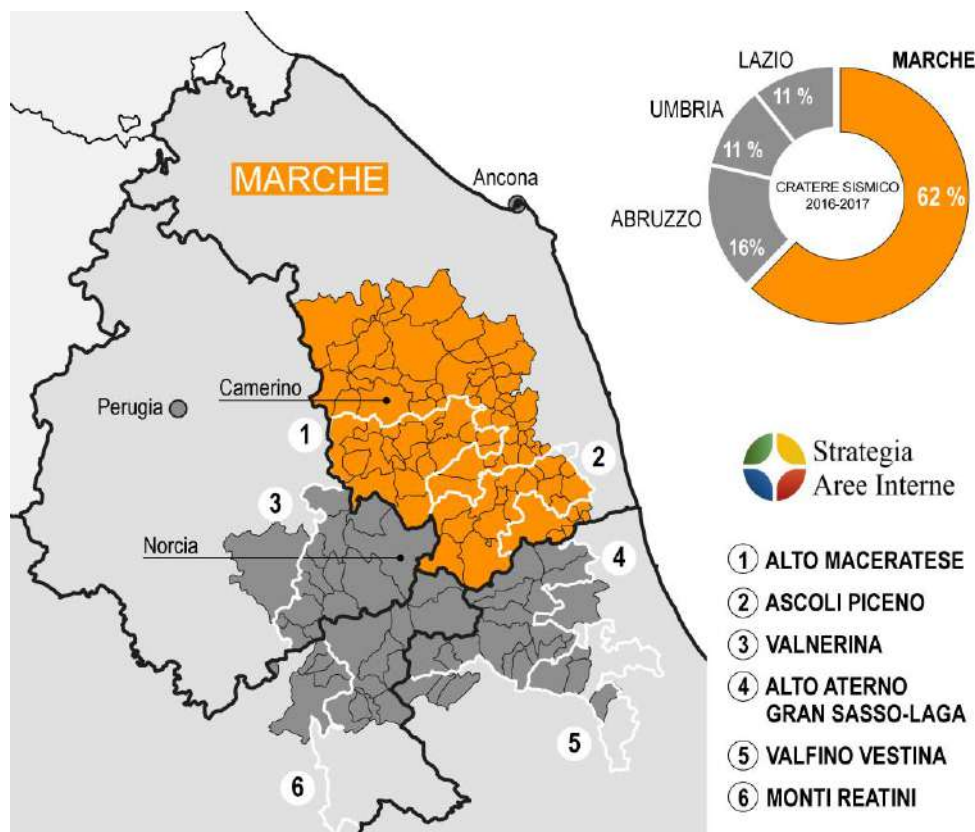 MARCHE
Ancona
Camerino
Perugia
Norcia
1
2
3
4
5
6
LAZIO
MARCHE
UMBRIA
ABRUZZO
11 %
11 %
16%
62 %
CRATERE SISMICO
2016-2017
Strategia
Aree Interne
1 ALTO MACERATESE
2 ASCOLI PICENO
3 VALNERINA
4 ALTO ATERNO
GRAN SASSO-LAGA
5 VALFINO VESTINA
6 MONTI REATINI